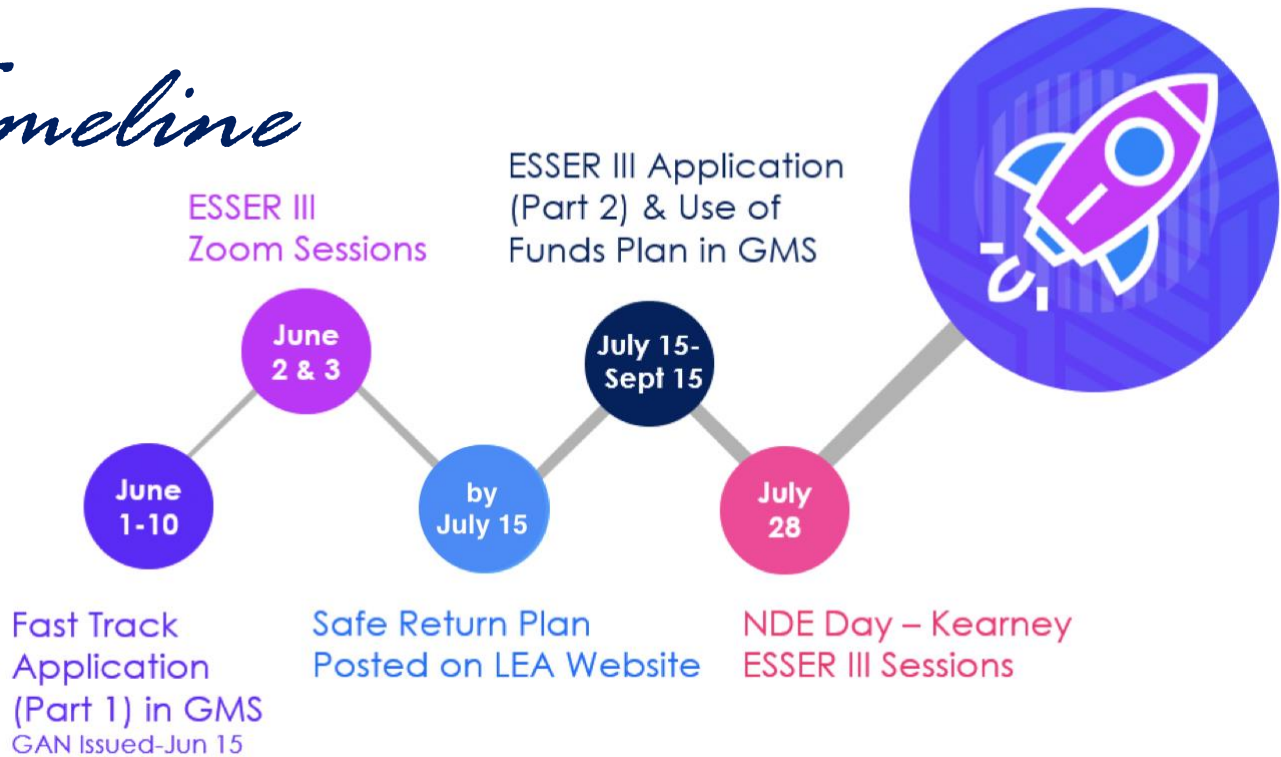 ESSER III
Zoom Sessions
ESSER III Application
(Part 2) & Use of
Funds Plan in GMS
June
2 & 3
July 15-
Sept 15
June
1-10
by
July 15
July
28
Fast Track
Application
(Part 1) in GMS
GAN Issued-Jun 15
Safe Return Plan
Posted on LEA Website
NDE Day – Kearney
ESSER III Sessions